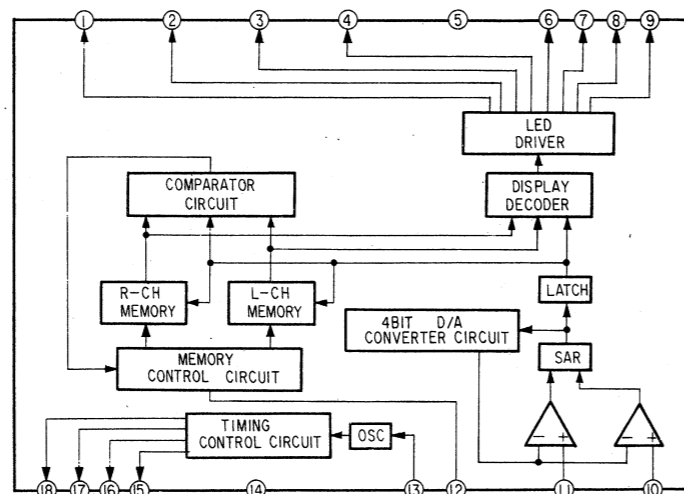 1 2 3 4 5 6 7 8 9
LED
DRIVER
COMPARATOR
CIRCUIT
DISPLAY
DECODER
R-CH
MEMORY
L-CH
MEMORY
LATCH
4BIT D/A
CONVERTER CIRCUIT
SAR
MEMORY
CONTROL CIRCUIT
TIMING
CONTROL CIRCUIT
OSC
− +
− +
18 17 16 15 14 13 12 11 10